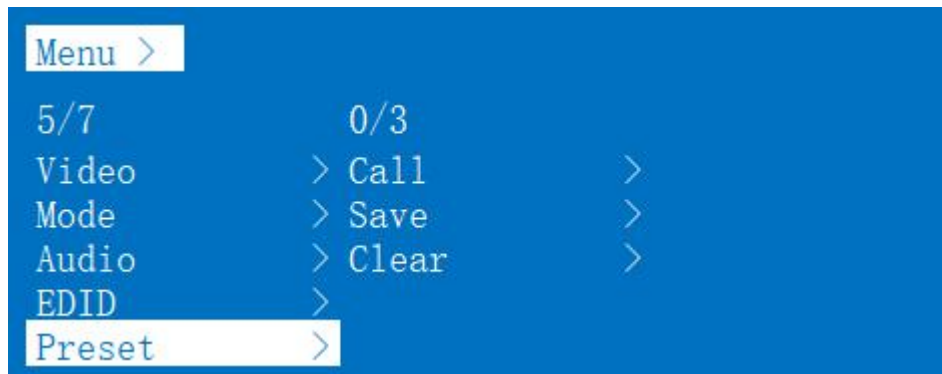 Menu >
5/7 0/3
Video > Call >
Mode > Save >
Audio > Clear >
EDID >
Preset >